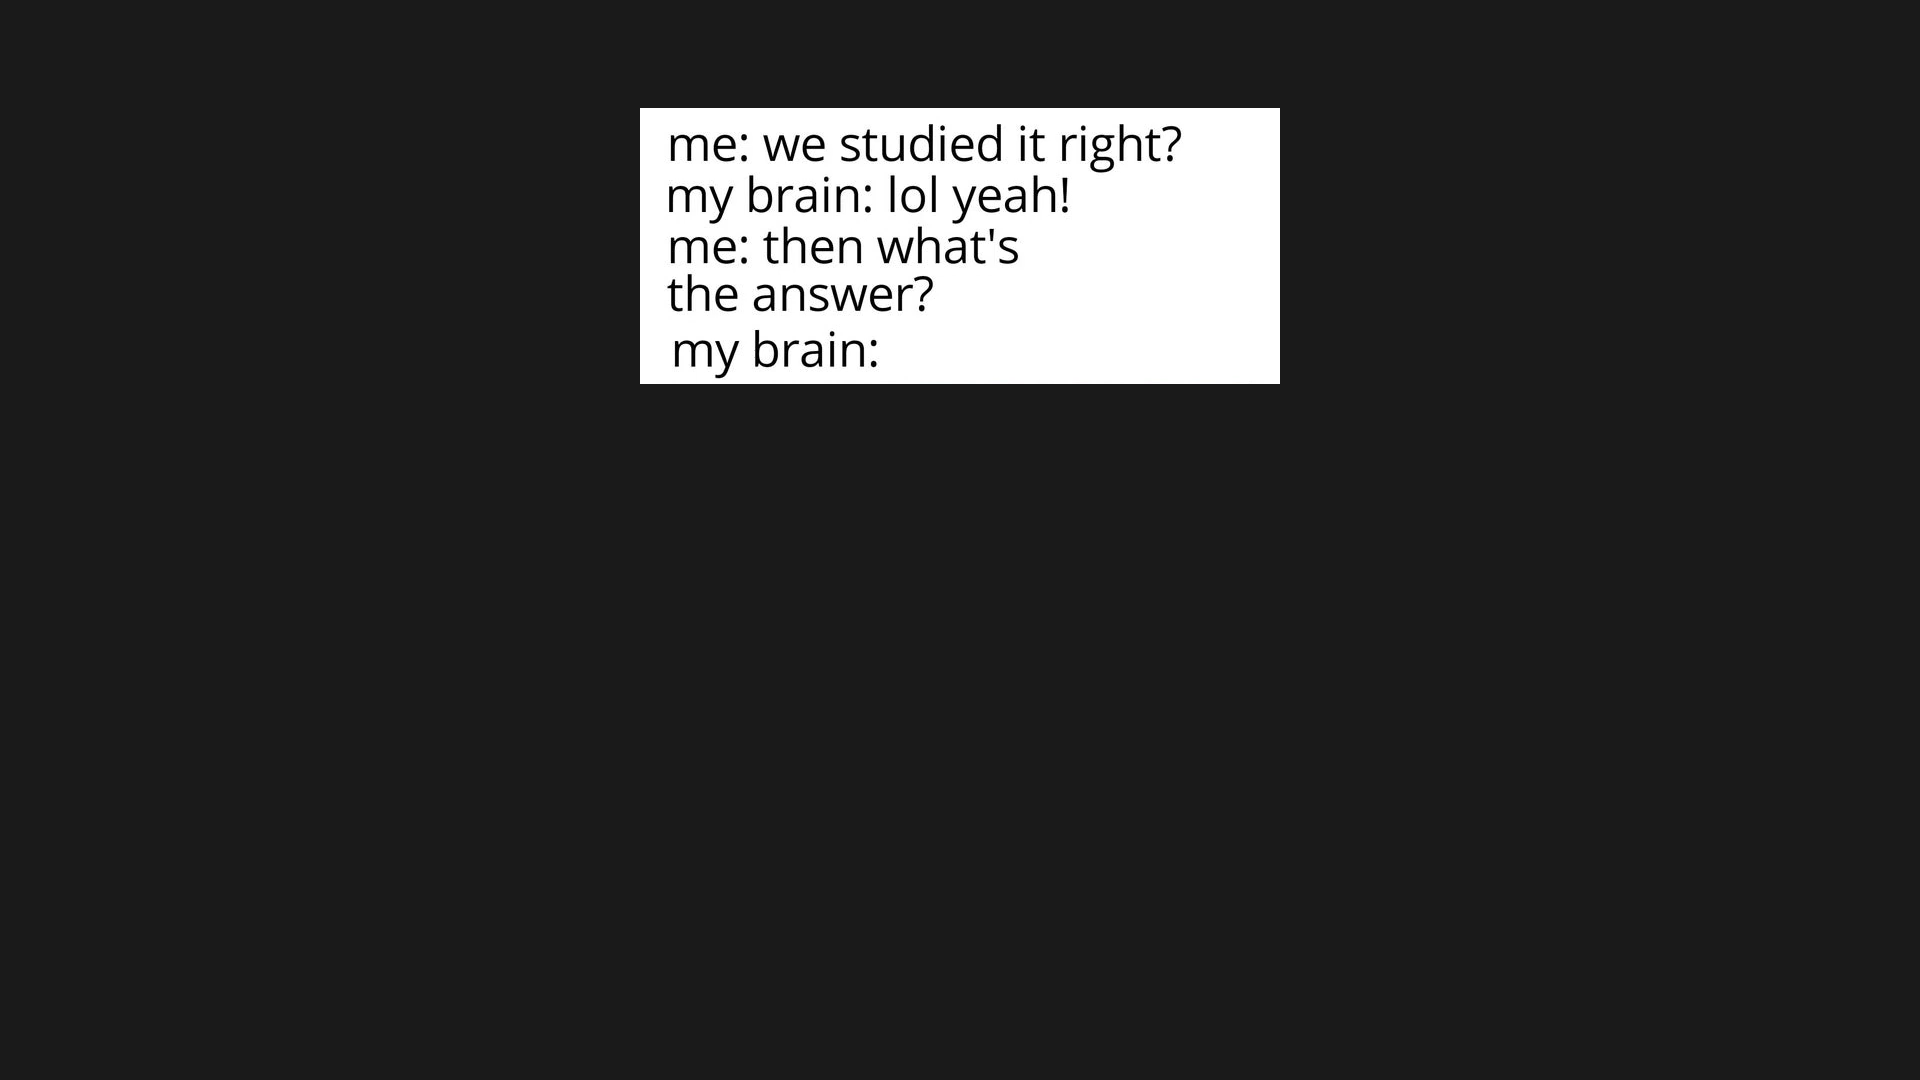 me: we studied it right?
my brain: lol yeah!
me: then what's
the answer?
my brain: